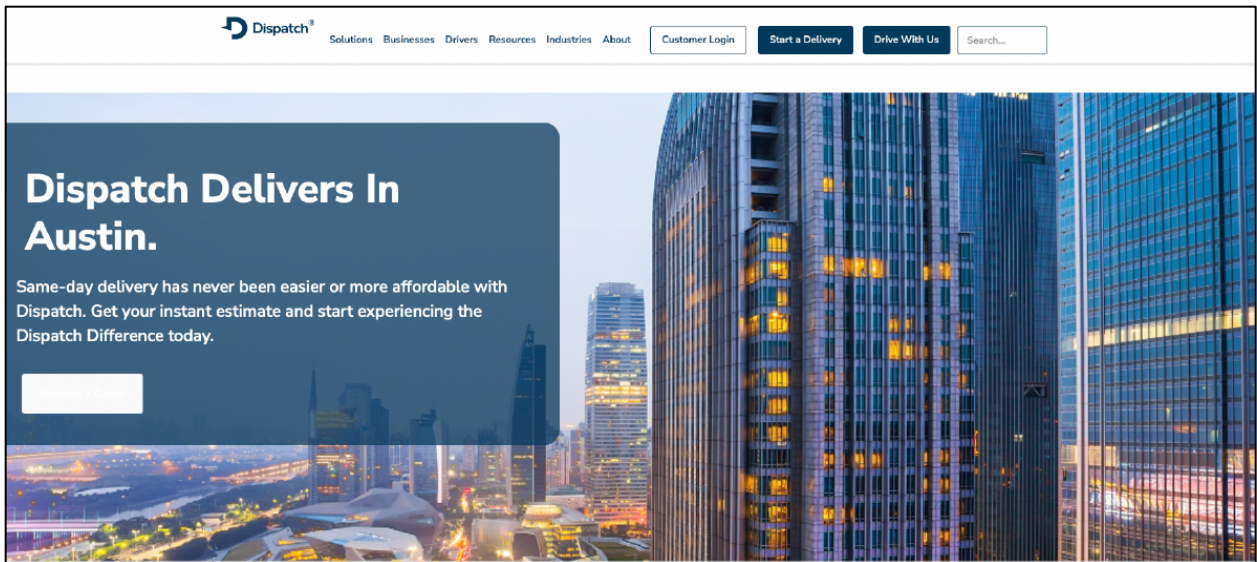 Dispatch®
Solutions Businesses Drivers Resources Industries About Customer Login Start a Delivery Drive With Us Search...
Dispatch Delivers In
Austin.
Same-day delivery has never been easier or more affordable with
Dispatch. Get your instant estimate and start experiencing the
Dispatch Difference today.